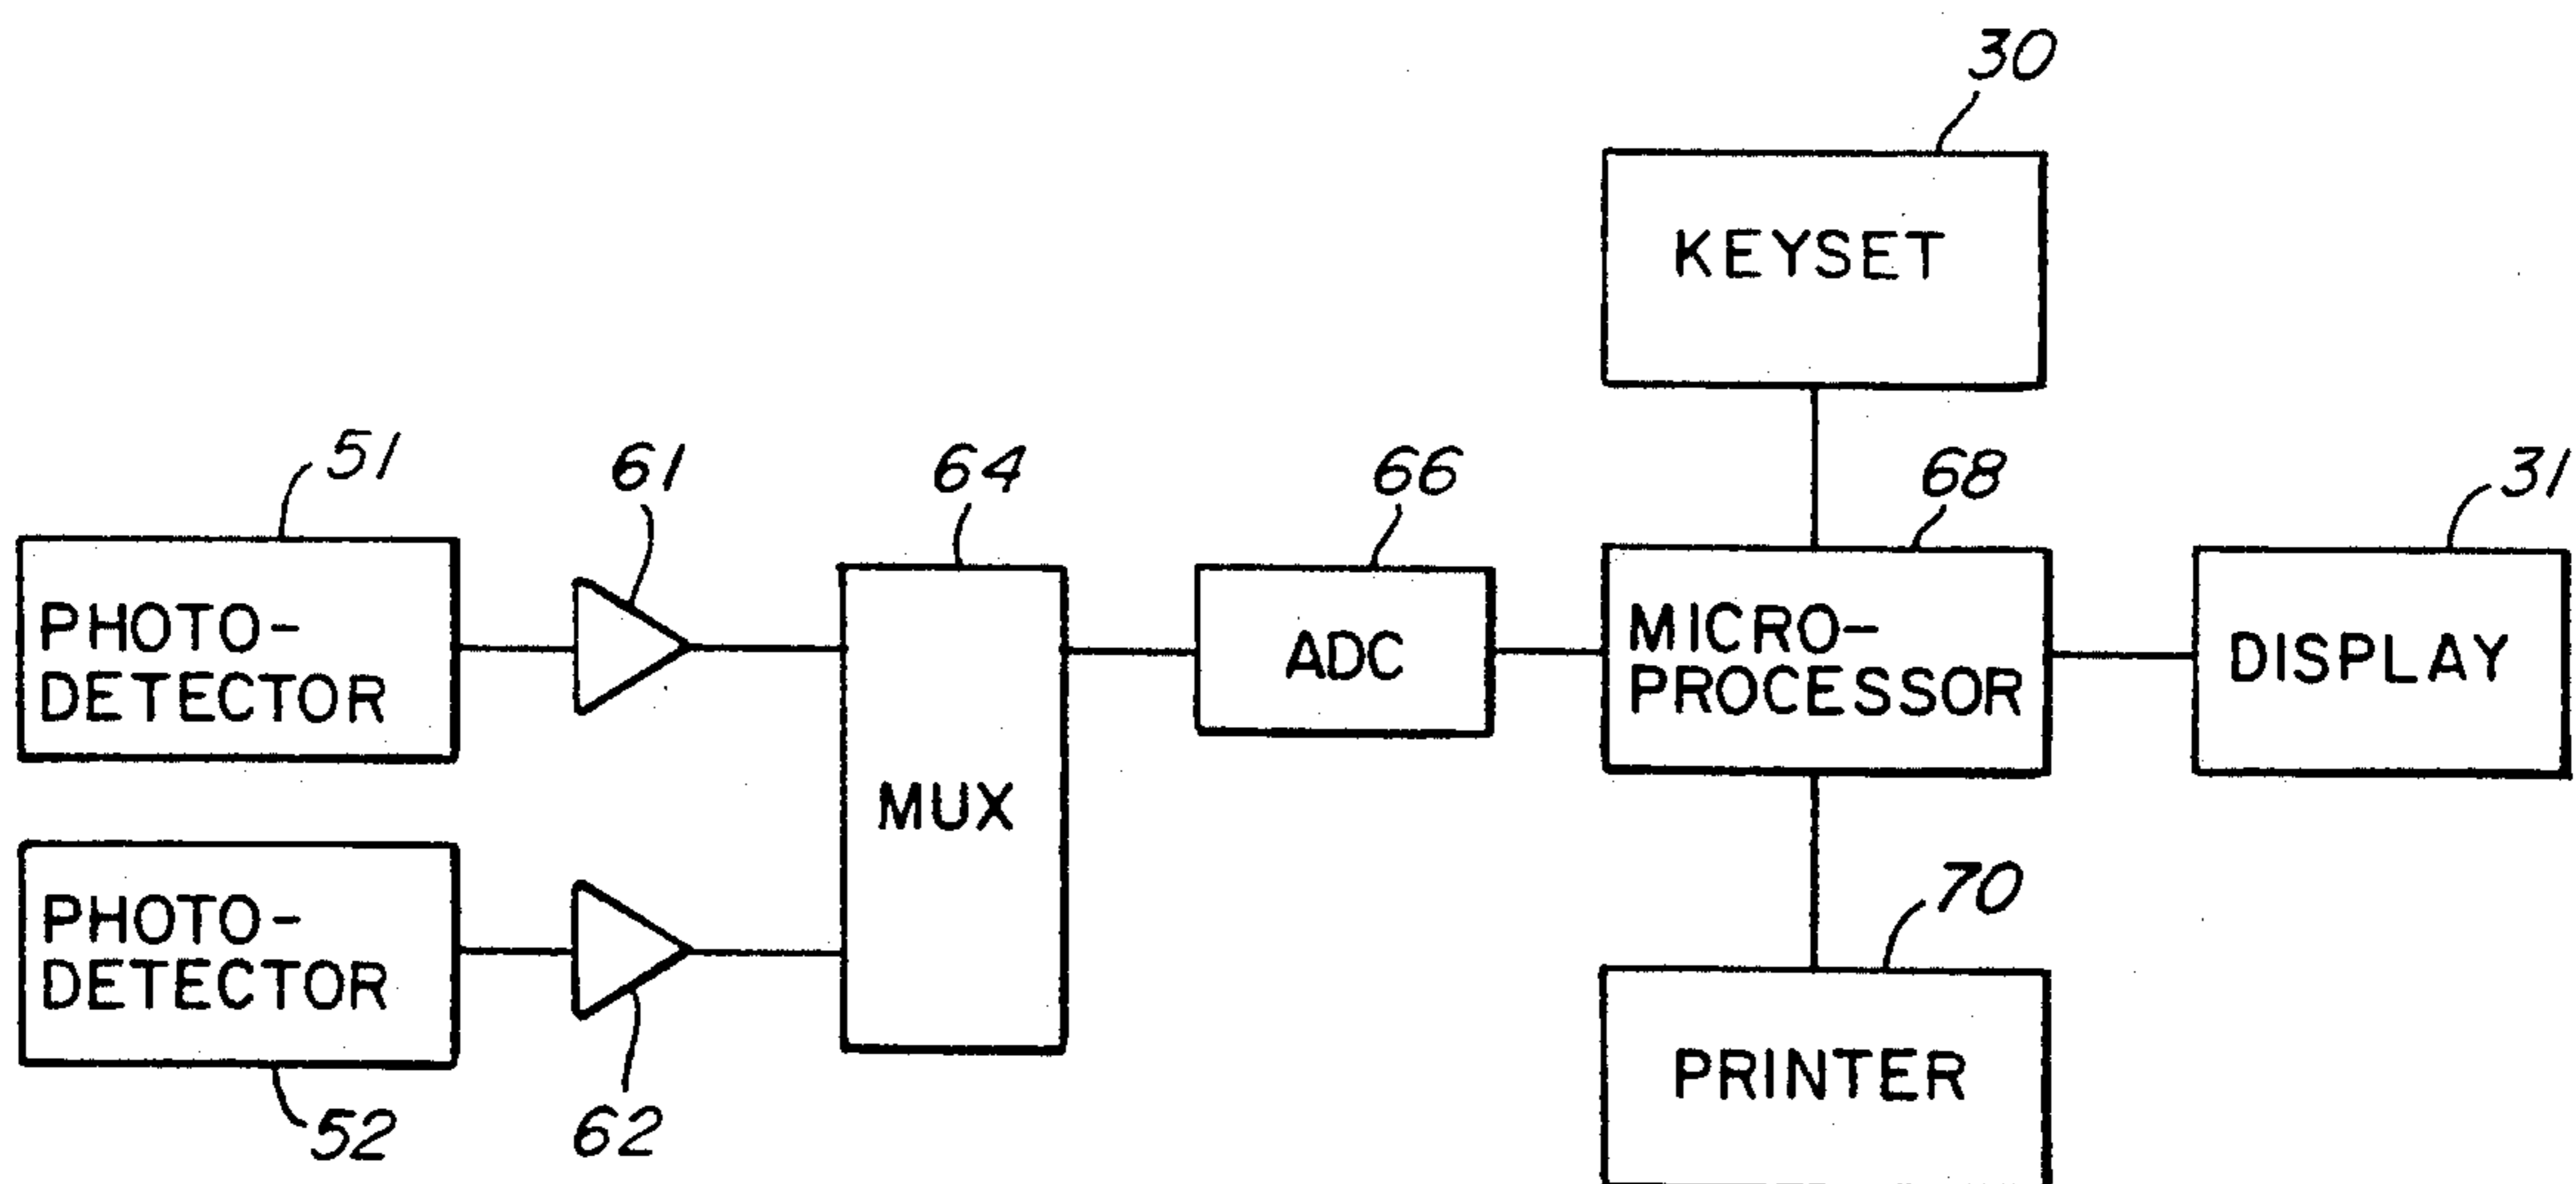 30
KEYSET
51
61
64
66
68
31
PHOTO-
DETECTOR
MUX
ADC
MICRO-
PROCESSOR
DISPLAY
PHOTO-
DETECTOR
52
62
70
PRINTER